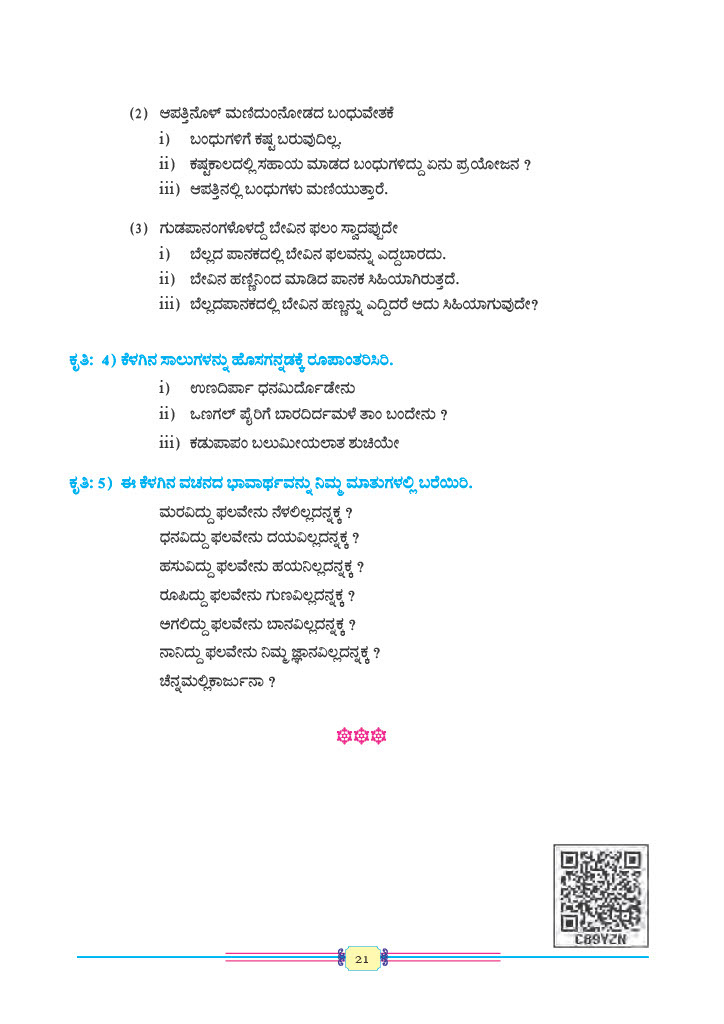 (2) ಆಪತ್ತಿನೊಳ್ ಮಣಿದುಂನೋಡದ ಬಂಧುವೇತಕೆ
i) ಬಂಧುಗಳಿಗೆ ಕಷ್ಟ ಬರುವುದಿಲ್ಲ.
ii) ಕಷ್ಟಕಾಲದಲ್ಲಿ ಸಹಾಯ ಮಾಡದ ಬಂಧುಗಳಿದ್ದು ಏನು ಪ್ರಯೋಜನ ?
iii) ಆಪತ್ತಿನಲ್ಲಿ ಬಂಧುಗಳು ಮಣಿಯುತ್ತಾರೆ.
(3) ಗುಡಪಾನಂಗಳೊಳದ್ದೆ ಬೇವಿನ ಫಲಂ ಸ್ವಾದಪ್ಪುದೇ
i) ಬೆಲ್ಲದ ಪಾನಕದಲ್ಲಿ ಬೇವಿನ ಫಲವನ್ನು ಎದ್ದಬಾರದು.
ii) ಬೇವಿನ ಹಣ್ಣಿನಿಂದ ಮಾಡಿದ ಪಾನಕ ಸಿಹಿಯಾಗಿರುತ್ತದೆ.
iii) ಬೆಲ್ಲದಪಾನಕದಲ್ಲಿ ಬೇವಿನ ಹಣ್ಣನ್ನು ಎದ್ದಿದರೆ ಅದು ಸಿಹಿಯಾಗುವುದೇ?
ಕೃತಿ: 4) ಕೆಳಗಿನ ಸಾಲುಗಳನ್ನು ಹೊಸಗನ್ನಡಕ್ಕೆ ರೂಪಾಂತರಿಸಿರಿ.
i) ಉಣದಿರ್ಪಾ ಧನಮಿರ್ದೊಡೇನು
ii) ಒಣಗಲ್ ಪೈರಿಗೆ ಬಾರದಿರ್ದಮಳೆ ತಾಂ ಬಂದೇನು ?
iii) ಕಡುಪಾಪಂ ಬಲುಮೀಯಲಾತ ಶುಚಿಯೇ
ಕೃತಿ: 5) ಈ ಕೆಳಗಿನ ವಚನದ ಭಾವಾರ್ಥವನ್ನು ನಿಮ್ಮ ಮಾತುಗಳಲ್ಲಿ ಬರೆಯಿರಿ.
ಮರವಿದ್ದು ಫಲವೇನು ನೆಳಲಿಲ್ಲದನ್ನಕ್ಕ ?
ಧನವಿದ್ದು ಫಲವೇನು ದಯವಿಲ್ಲದನ್ನಕ್ಕ ?
ಹಸುವಿದ್ದು ಫಲವೇನು ಹಯನಿಲ್ಲದನ್ನಕ್ಕ ?
ರೂಪಿದ್ದು ಫಲವೇನು ಗುಣವಿಲ್ಲದನ್ನಕ್ಕ ?
ಅಗಲಿದ್ದು ಫಲವೇನು ಬಾನವಿಲ್ಲದನ್ನಕ್ಕ ?
ನಾನಿದ್ದು ಫಲವೇನು ನಿಮ್ಮ ಜ್ಞಾನವಿಲ್ಲದನ್ನಕ್ಕ ?
ಚೆನ್ನಮಲ್ಲಿಕಾರ್ಜುನಾ ?
C89YZN
21